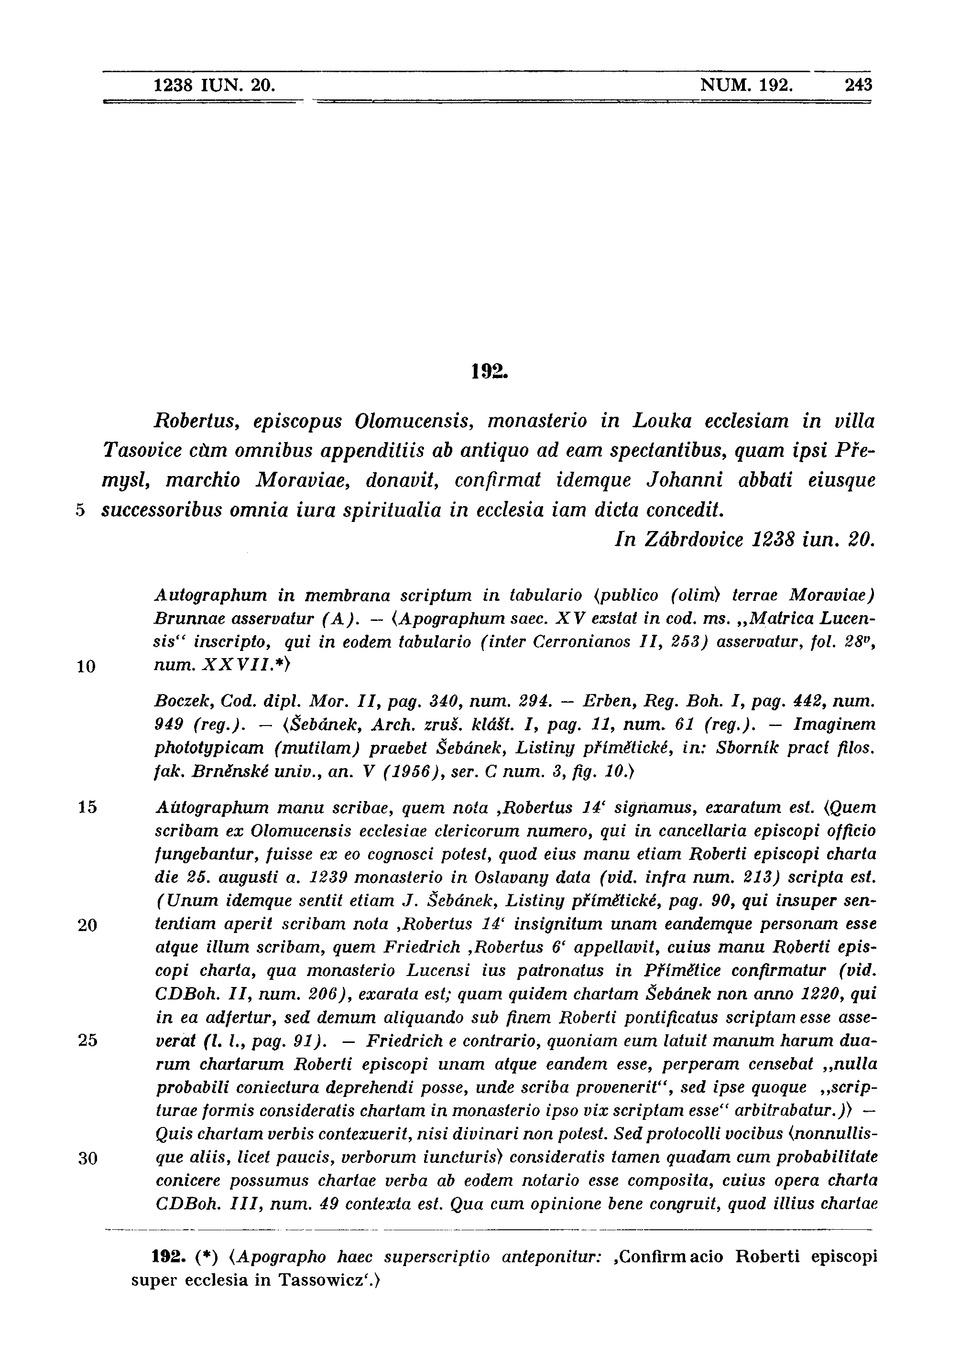 1238 IUN. 20. NUM. 192. 243
192.
Robertus, episcopus Olomucensis, monasterio in Louka ecclesiam in villa
Tasovice cùm omnibus appenditiis ab antiquo ad eam spectantibus, quam ipsi Pře-
mysl, marchio Moraviae, donavit, confirmat idemque Johanni abbati eiusque
5 successoribus omnia iura spiritualia in ecclesia iam dicta concedit.
In Zábrdovice 1238 iun. 20.
Autographum in membrana scriptum in tabulario ⟨publico (olim⟩ terrae Moraviae)
Brunnae asservatur (A). — ⟨Apographum saec. XV exstat in cod. ms. „Matrica Lucen-
sis“ inscripto, qui in eodem tabulario (inter Cerronianos II, 253) asservatur, fol. 28ᵛ,
10 num. XXVII.*⟩
Boczek, Cod. dipl. Mor. II, pag. 340, num. 294. — Erben, Reg. Boh. I, pag. 442, num.
949 (reg.). — ⟨Šebánek, Arch. zruš. klášt. I, pag. 11, num. 61 (reg.). — Imaginem
phototypicam (mutilam) praebet Šebánek, Listiny přímětické, in: Sborník prací filos.
fak. Brněnské univ., an. V (1956), ser. C num. 3, fig. 10.⟩
15 Autographum manu scribae, quem nota ‚Robertus 14‘ signamus, exaratum est. ⟨Quem
scribam ex Olomucensis ecclesiae clericorum numero, qui in cancellaria episcopi officio
fungebantur, fuisse ex eo cognosci potest, quod eius manu etiam Roberti episcopi charta
die 25. augusti a. 1239 monasterio in Oslavany data (vid. infra num. 213) scripta est.
(Unum idemque sentit etiam J. Šebánek, Listiny přímětické, pag. 90, qui insuper sen-
20 tentiam aperit scribam nota ‚Robertus 14‘ insignitum unam eandemque personam esse
atque illum scribam, quem Friedrich ‚Robertus 6‘ appellavit, cuius manu Roberti epis-
copi charta, qua monasterio Lucensi ius patronatus in Přímětice confirmatur (vid.
CDBoh. II, num. 206), exarata est; quam quidem chartam Šebánek non anno 1220, qui
in ea adfertur, sed demum aliquando sub finem Roberti pontificatus scriptam esse asse-
25 verat (l. l., pag. 91). — Friedrich e contrario, quoniam eum latuit manum harum dua-
rum chartarum Roberti episcopi unam atque eandem esse, perperam censebat „nulla
probabili coniectura deprehendi posse, unde scriba provenerit“, sed ipse quoque „scrip-
turae formis consideratis chartam in monasterio ipso vix scriptam esse“ arbitrabatur.)⟩ —
Quis chartam verbis contexuerit, nisi divinari non potest. Sed protocolli vocibus ⟨nonnullis-
30 que aliis, licet paucis, verborum iuncturis⟩ consideratis tamen quadam cum probabilitate
conicere possumus chartae verba ab eodem notario esse composita, cuius opera charta
CDBoh. III, num. 49 contexta est. Qua cum opinione bene congruit, quod illius chartae
192. (*) ⟨Apographo haec superscriptio anteponitur: ‚Confirmacio Roberti episcopi
super ecclesia in Tassowicz‘.⟩